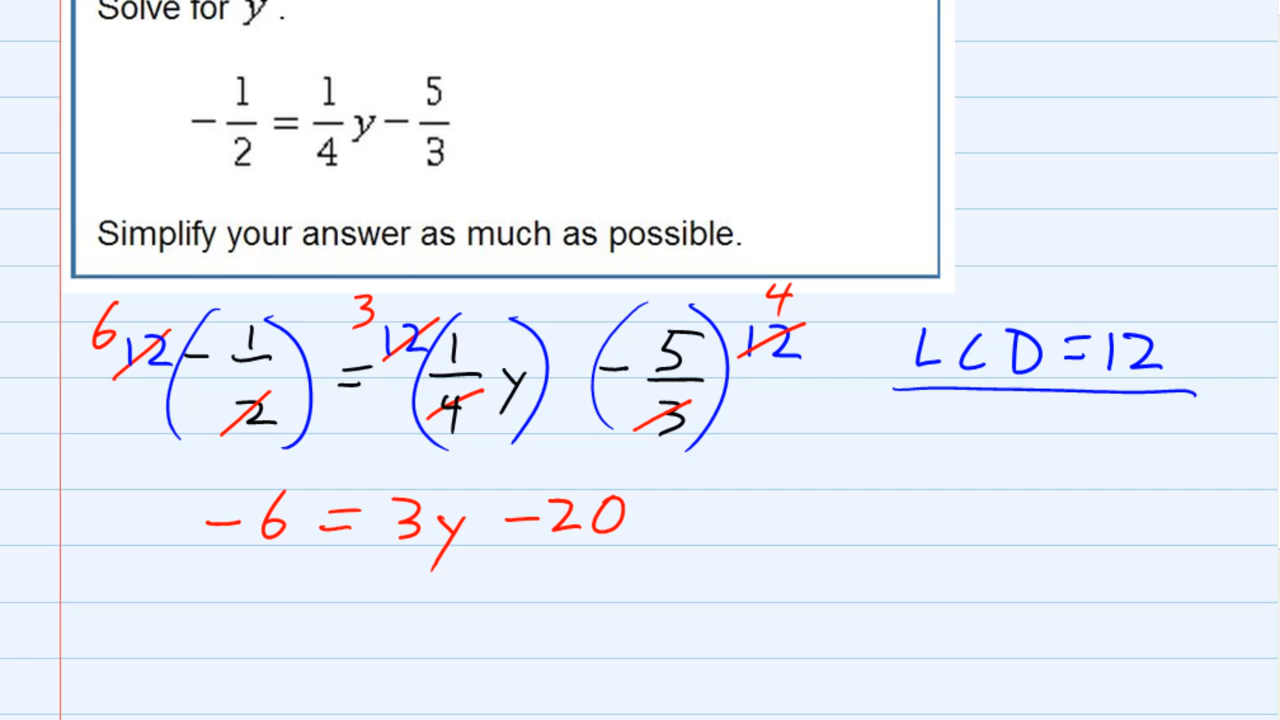 Solve for y .
-1/2 = 1/4 y - 5/3
Simplify your answer as much as possible.
6 12(-1/2) = 3 12(1/4 y) (-5/3) 12 4 LCD=12
-6 = 3y -20